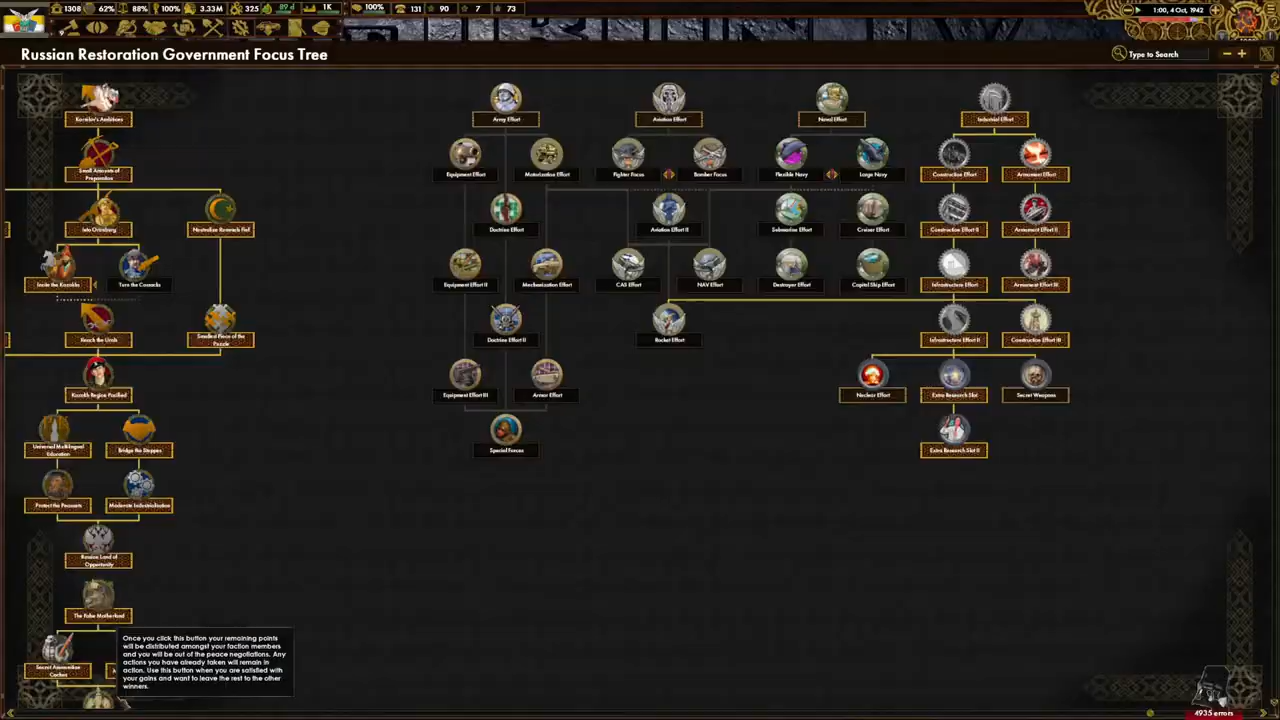 1308 62% 88% 100% 3.33M 325 89 d 1K 100% 131 90 7 73
1:00, 4 Oct, 1942
Russian Restoration Government Focus Tree
Type to Search
Kornilov's Ambitions
Army Effort
Aviation Effort
Naval Effort
Industrial Effort
Small Amounts of
Preparation
Equipment Effort
Motorization Effort
Fighter Focus
Bomber Focus
Flexible Navy
Large Navy
Construction Effort
Armament Effort
Into Orenburg
Doctrine Effort
Aviation Effort II
Submarine Effort
Cruiser Effort
Construction Effort II
Armament Effort II
Invite the Kazakhs
Turn the Cossacks
Equipment Effort II
Mechanization Effort
CAS Effort
NAV Effort
Destroyer Effort
Capital Ship Effort
Infrastructure Effort
Armament Effort III
Reach the Urals
Smallest Piece of the
Puzzle
Doctrine Effort II
Rocket Effort
Infrastructure Effort II
Construction Effort III
Kazakh Region Pacified
Equipment Effort III
Armor Effort
Nuclear Effort
Extra Research Slot
Secret Weapons
Universal Multilingual
Education
Bridge the Steppes
Special Forces
Extra Research Slot II
Protect the Peasants
Moderate Industrialisation
Russian Land of
Opportunity
The False Motherland
Secret Ammunition
Caches
Once you click this button your remaining points
will be distributed amongst your faction members
and you will be out of the peace negotiations. Any
actions you have already taken will remain in
action. Use this button when you are satisfied with
your gains and want to leave the rest to the other
winners.
4935 errors